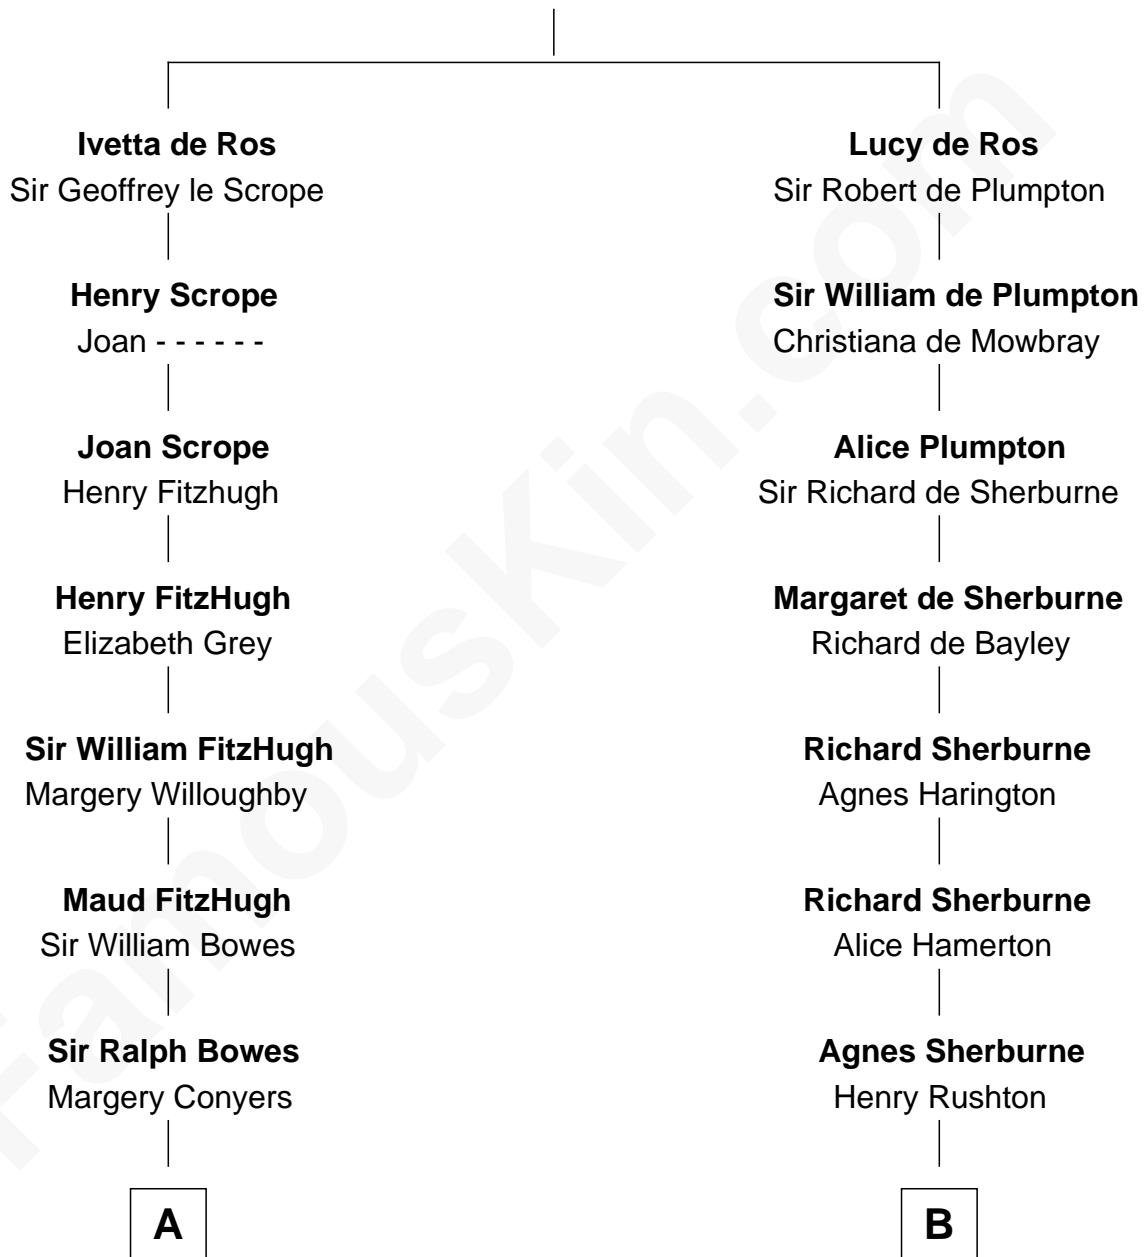 Ivetta de Ros
Sir Geoffrey le Scrope
Henry Scrope
Joan - - - - - -
Joan Scrope
Henry Fitzhugh
Henry FitzHugh
Elizabeth Grey
Sir William FitzHugh
Margery Willoughby
Maud FitzHugh
Sir William Bowes
Sir Ralph Bowes
Margery Conyers
A
Lucy de Ros
Sir Robert de Plumpton
Sir William de Plumpton
Christiana de Mowbray
Alice Plumpton
Sir Richard de Sherburne
Margaret de Sherburne
Richard de Bayley
Richard Sherburne
Agnes Harington
Richard Sherburne
Alice Hamerton
Agnes Sherburne
Henry Rushton
B
FamousKin.com